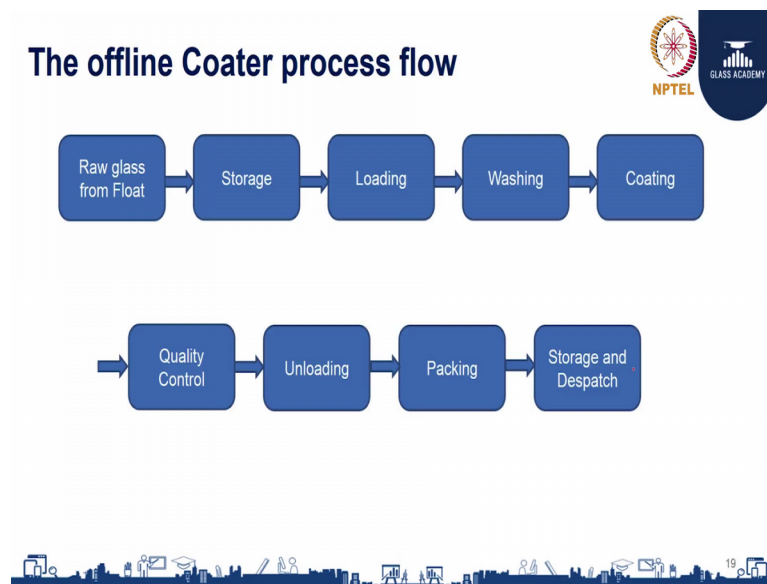 The offline Coater process flow
NPTEL
GLASS ACADEMY
Raw glass
from Float
Storage
Loading
Washing
Coating
Quality
Control
Unloading
Packing
Storage and
Despatch
19